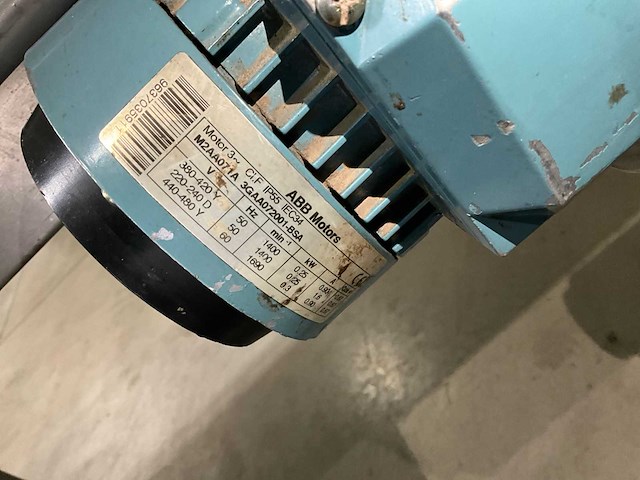 96370359
ABB Motors
Motor 3~ Cl.F IP55 IEC34
M2AA071A 3GAA072001-BSA
V Hz min⁻¹ kW
380-420 Y 50 1400 0.25
220-240 D 50 1400 0.25
440-480 Y 60 1690 0.3